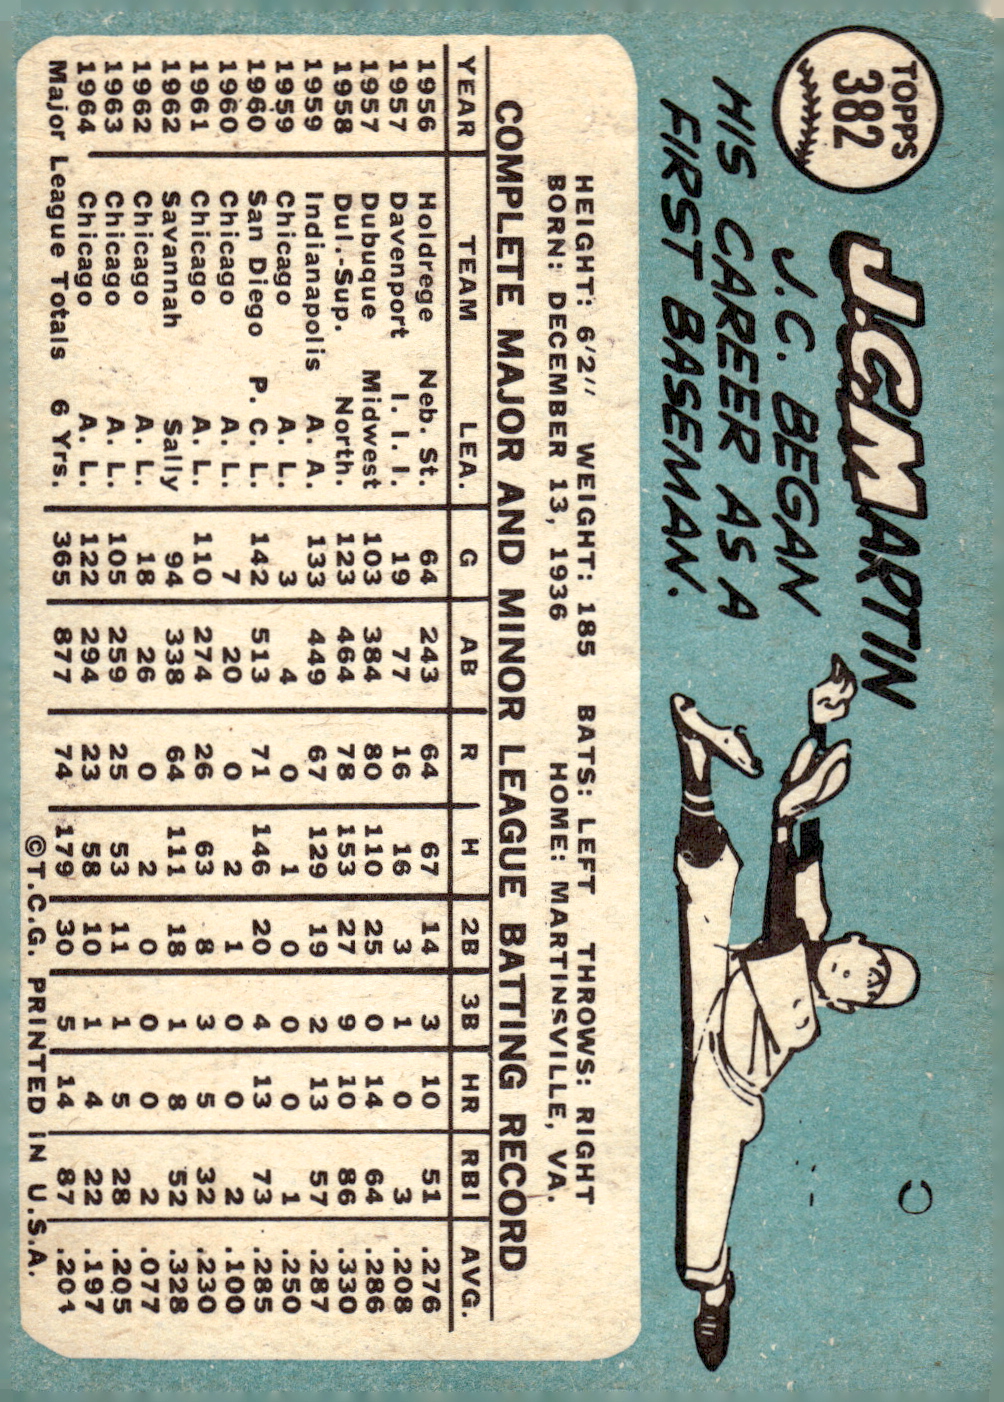 TOPPS
382
J.C. MARTIN
J.C. BEGAN
HIS CAREER AS A
FIRST BASEMAN.
C
HEIGHT: 6'2" WEIGHT: 185 BATS: LEFT THROWS: RIGHT
BORN: DECEMBER 13, 1936 HOME: MARTINSVILLE, VA.
COMPLETE MAJOR AND MINOR LEAGUE BATTING RECORD
YEAR TEAM LEA. G AB R H 2B 3B HR RBI AVG.
1956 Holdrege Neb. St. 64 243 64 67 14 3 10 51 .276
1957 Davenport I. I. I. 19 77 16 16 3 1 0 3 .208
1957 Dubuque Midwest 103 384 80 110 25 0 14 64 .286
1958 Dul.-Sup. North. 123 464 78 153 27 9 10 86 .330
1959 Indianapolis A. A. 133 449 67 129 19 2 13 57 .287
1959 Chicago A. L. 3 4 0 1 0 0 0 1 .250
1960 San Diego P. C. L. 142 513 71 146 20 4 13 73 .285
1960 Chicago A. L. 7 20 0 2 1 0 0 2 .100
1961 Chicago A. L. 110 274 26 63 8 3 5 32 .230
1962 Savannah Sally 94 338 64 111 18 1 8 52 .328
1962 Chicago A. L. 18 26 0 2 0 0 0 2 .077
1963 Chicago A. L. 105 259 25 53 11 1 5 28 .205
1964 Chicago A. L. 122 294 23 58 10 1 4 22 .197
Major League Totals 6 Yrs. 365 877 74 179 30 5 14 87 .204
©T.C.G. PRINTED IN U.S.A.